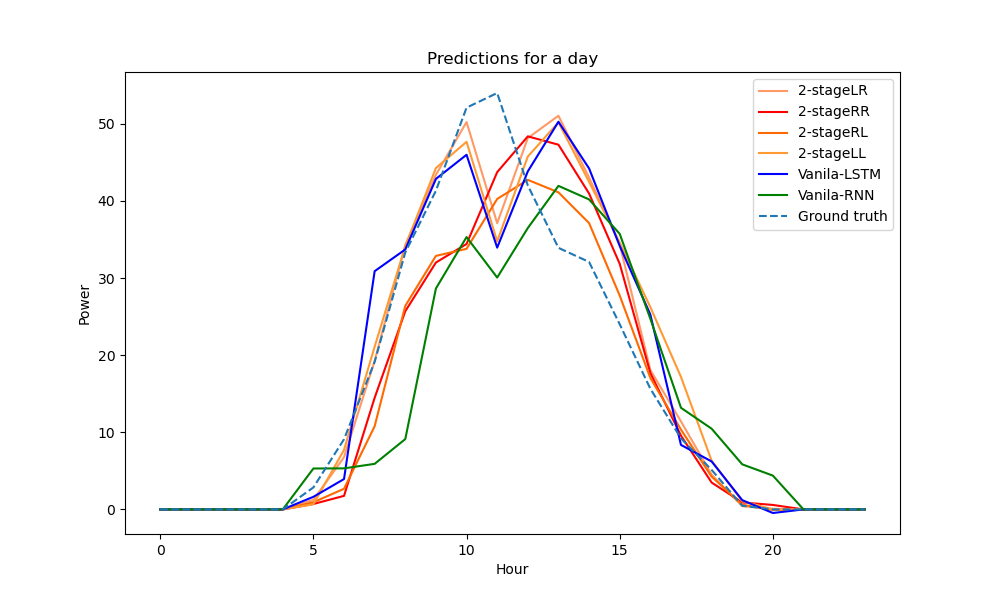 Predictions for a day
2-stageLR
2-stageRR
2-stageRL
2-stageLL
Vanila-LSTM
Vanila-RNN
Ground truth
Power
50
40
30
20
10
0
0 5 10 15 20
Hour